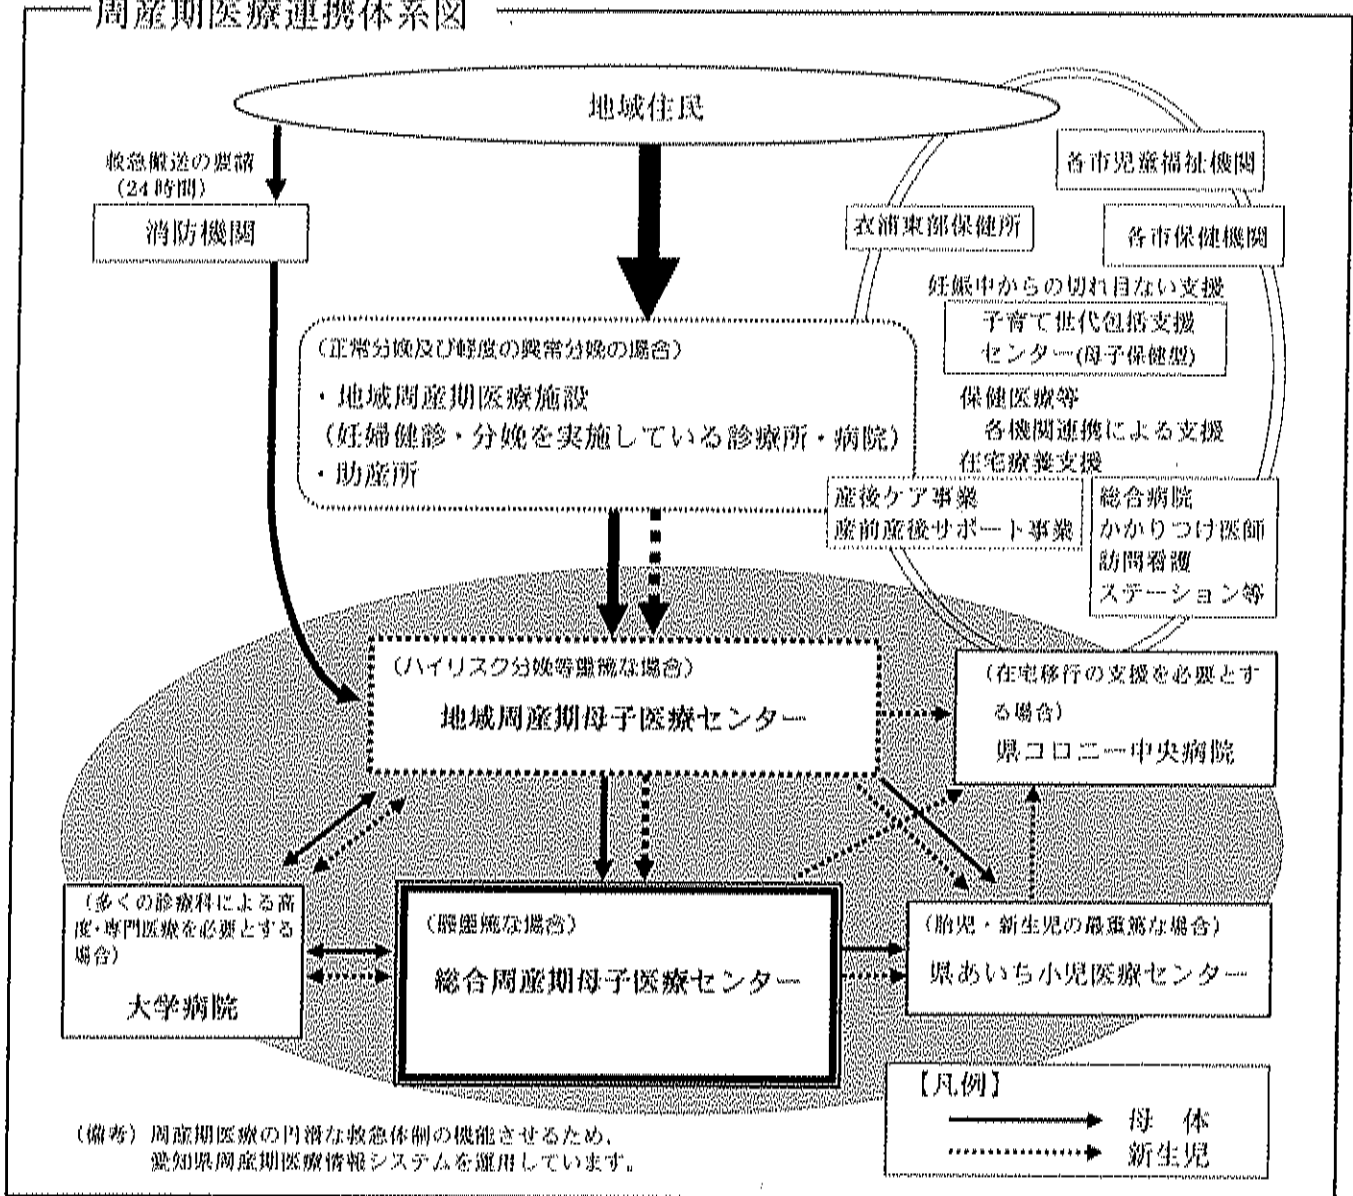 周産期医療連携体系図
地域住民
救急搬送の要請
(24時間)
消防機関
各市児童福祉機関
衣浦東部保健所
各市保健機関
妊娠中からの切れ目ない支援
子育て世代包括支援
センター(母子保健型)
保健医療等
各機関連携による支援
在宅療養支援
産後ケア事業
産前産後サポート事業
総合病院
かかりつけ医師
訪問看護
ステーション等
(正常分娩及び軽度の異常分娩の場合)
・地域周産期医療施設
(妊婦健診・分娩を実施している診療所・病院)
・助産所
(ハイリスク分娩等重篤な場合)
地域周産期母子医療センター
(在宅移行の支援を必要とす
る場合)
県コロニー中央病院
(多くの診療科による高
度・専門医療を必要とする
場合)
大学病院
(最重篤な場合)
総合周産期母子医療センター
(胎児・新生児の最重篤な場合)
県あいち小児医療センター
【凡例】
母 体
新生児
(備考) 周産期医療の円滑な救急体制の機能させるため、
愛知県周産期医療情報システムを運用しています。